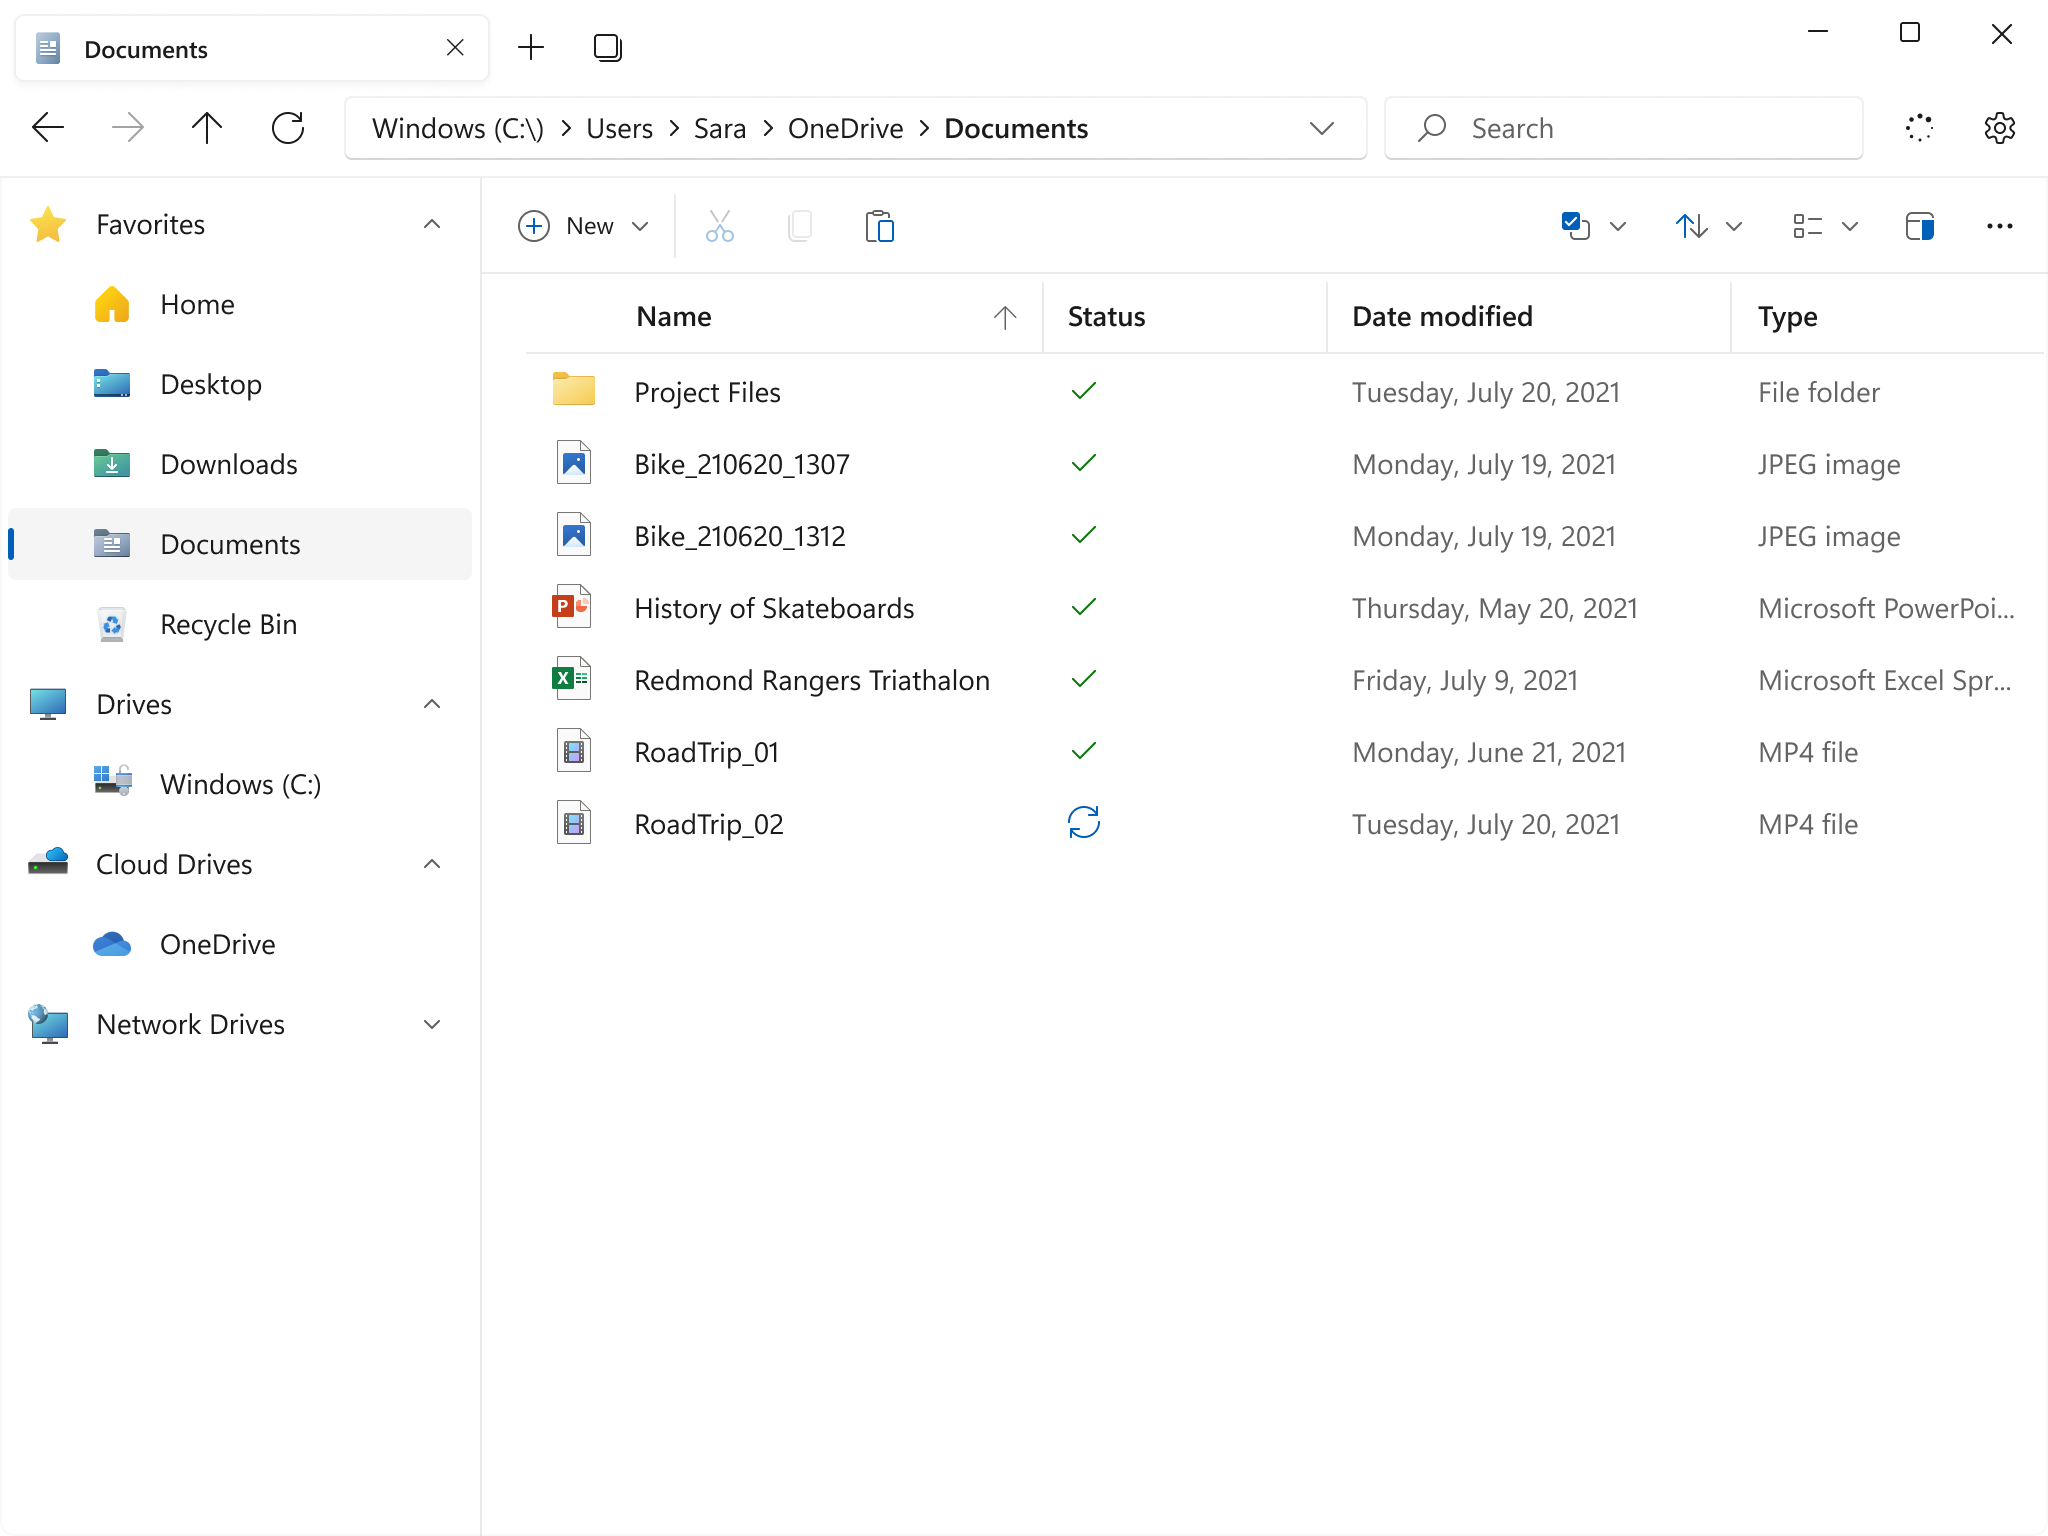 Documents
Windows (C:\) > Users > Sara > OneDrive > Documents
Search
Favorites
Home
Desktop
Downloads
Documents
Recycle Bin
Drives
Windows (C:)
Cloud Drives
OneDrive
Network Drives
New
Name Status Date modified Type
Project Files Tuesday, July 20, 2021 File folder
Bike_210620_1307 Monday, July 19, 2021 JPEG image
Bike_210620_1312 Monday, July 19, 2021 JPEG image
P History of Skateboards Thursday, May 20, 2021 Microsoft PowerPoi...
X Redmond Rangers Triathalon Friday, July 9, 2021 Microsoft Excel Spr...
RoadTrip_01 Monday, June 21, 2021 MP4 file
RoadTrip_02 Tuesday, July 20, 2021 MP4 file